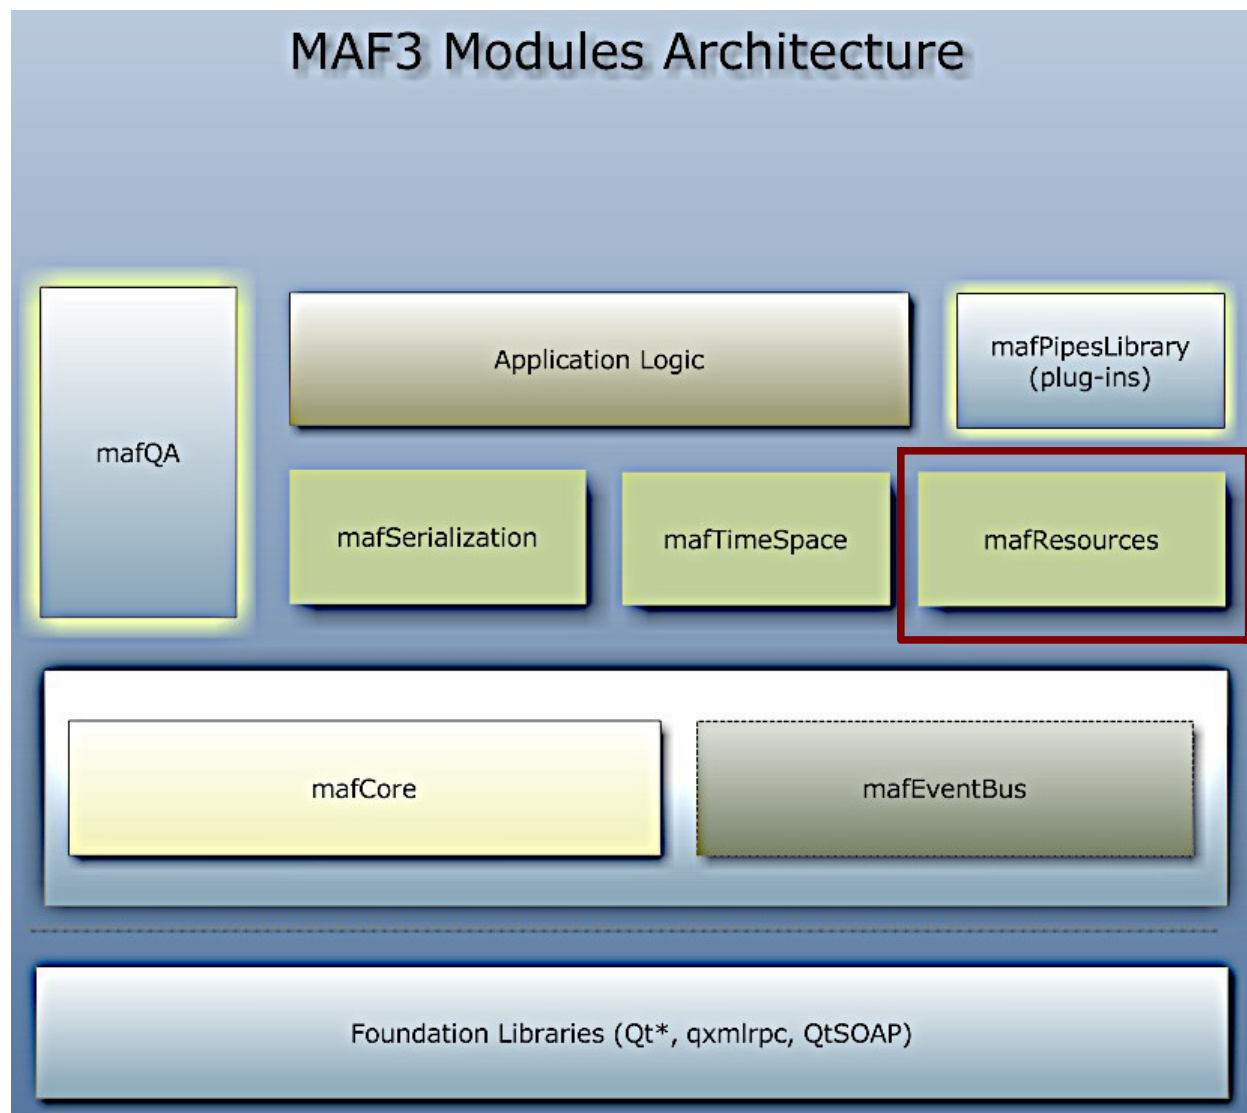 MAF3 Modules Architecture
mafQA
Application Logic
mafPipesLibrary
(plug-ins)
mafSerialization
mafTimeSpace
mafResources
mafCore
mafEventBus
Foundation Libraries (Qt*, qxmlrpc, QtSOAP)